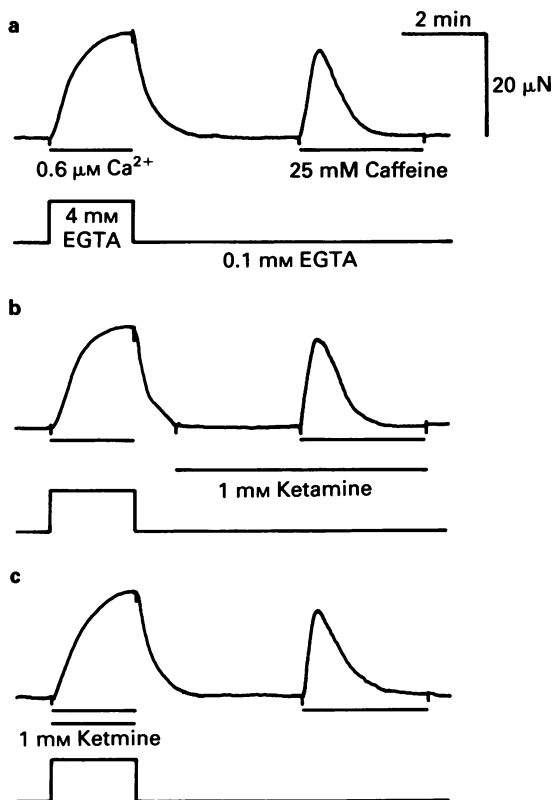 a
2 min
20 μN
0.6 μM Ca²⁺
25 mM Caffeine
4 mM
EGTA
0.1 mM EGTA
b
1 mM Ketamine
c
1 mM Ketmine